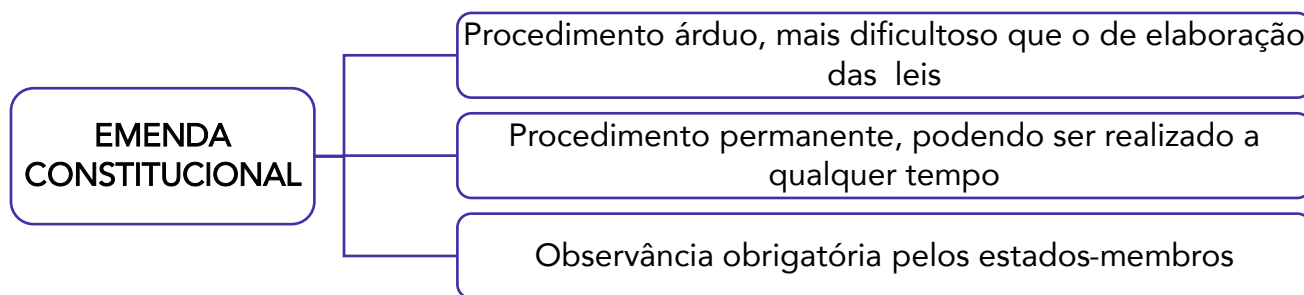 EMENDA
CONSTITUCIONAL
Procedimento árduo, mais dificultoso que o de elaboração
das leis
Procedimento permanente, podendo ser realizado a
qualquer tempo
Observância obrigatória pelos estados-membros